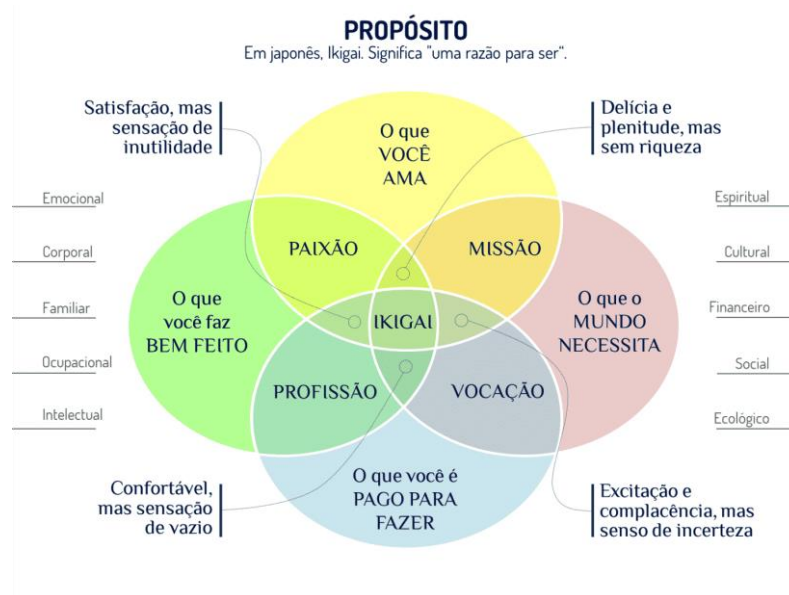 PROPÓSITO
Em japonês, Ikigai. Significa "uma razão para ser“.
Satisfação, mas
sensação de
inutilidade
O que
VOCÊ
AMA
Delícia e
plenitude, mas
sem riqueza
Emocional
Corporal
Familiar
Ocupacional
Intelectual
PAIXÃO
MISSÃO
O que
você faz
BEM FEITO
IKIGAI
O que o
MUNDO
NECESSITA
PROFISSÃO
VOCAÇÃO
Espiritual
Cultural
Financeiro
Social
Ecológico
Confortável,
mas sensação
de vazio
O que você é
PAGO PARA
FAZER
Excitação e
complacência, mas
senso de incerteza